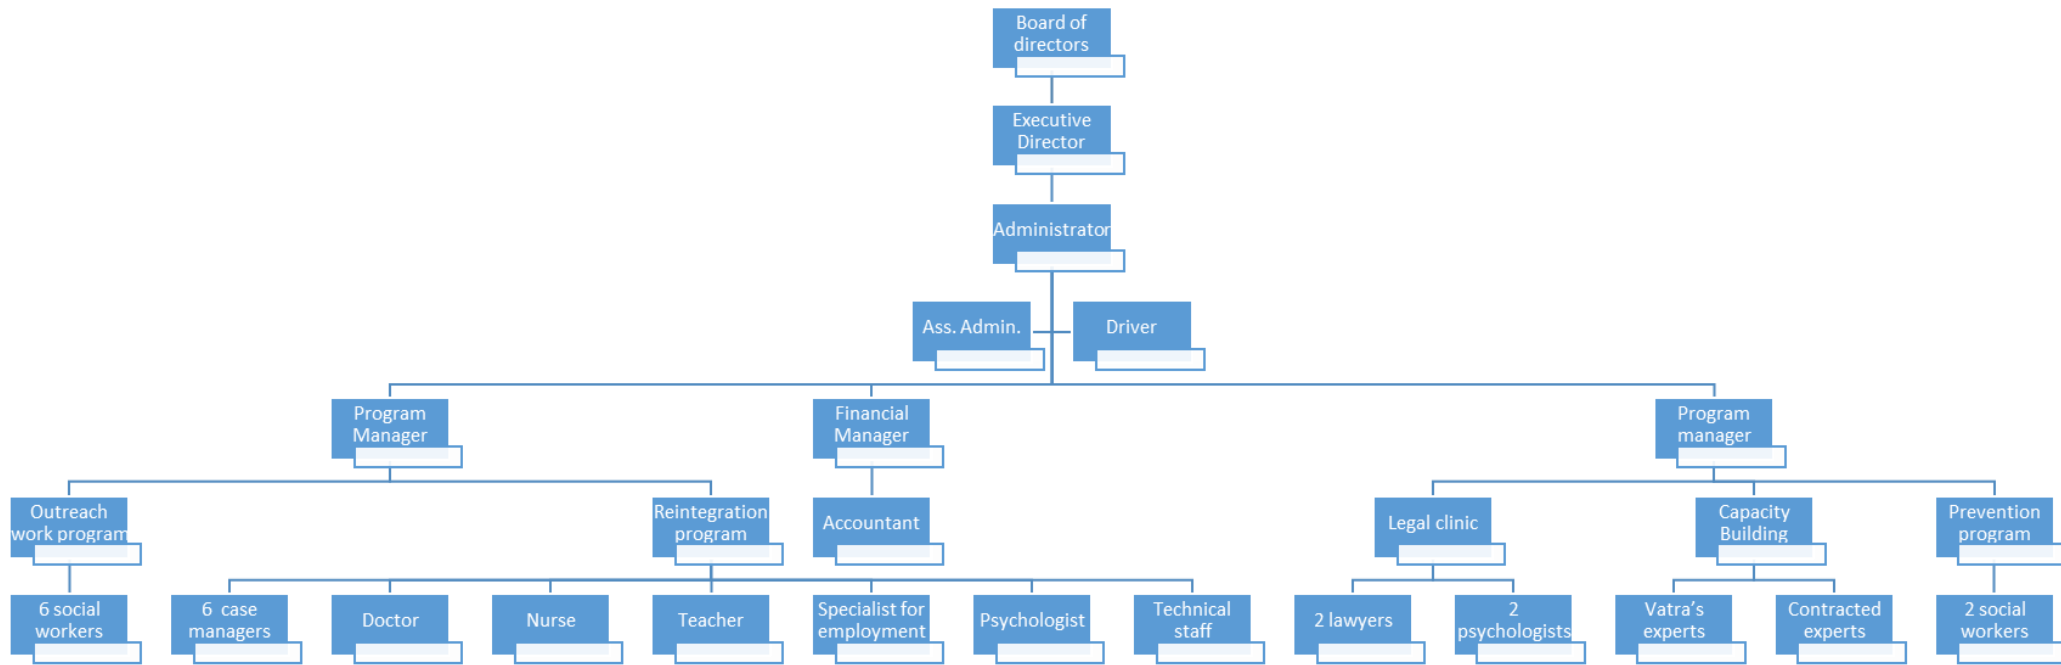 Board of
directors
Executive
Director
Administrator
Ass. Admin.
Driver
Program
Manager
Financial
Manager
Program
manager
Outreach
work program
Reintegration
program
Accountant
Legal clinic
Capacity
Building
Prevention
program
6 social
workers
6 case
managers
Doctor
Nurse
Teacher
Specialist for
employment
Psychologist
Technical
staff
2 lawyers
2
psychologists
Vatra’s
experts
Contracted
experts
2 social
workers